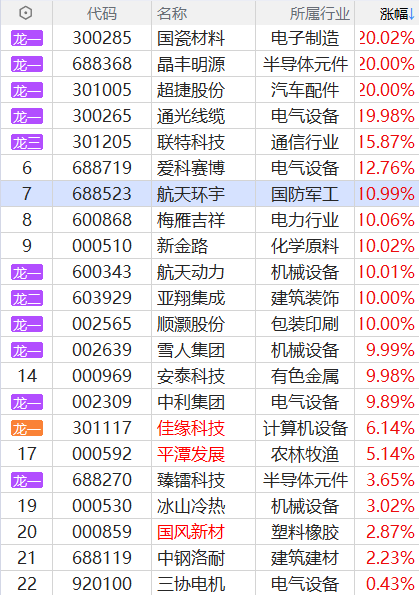 代码 名称 所属行业 涨幅↓
龙一 300285 国瓷材料 电子制造 20.02%
龙一 688368 晶丰明源 半导体元件 20.00%
龙一 301005 超捷股份 汽车配件 20.00%
龙一 300265 通光线缆 电气设备 19.98%
龙三 301205 联特科技 通信行业 15.87%
6 688719 爱科赛博 电气设备 12.76%
7 688523 航天环宇 国防军工 10.99%
8 600868 梅雁吉祥 电力行业 10.06%
9 000510 新金路 化学原料 10.02%
龙一 600343 航天动力 机械设备 10.01%
龙二 603929 亚翔集成 建筑装饰 10.00%
龙一 002565 顺灏股份 包装印刷 10.00%
龙一 002639 雪人集团 机械设备 9.99%
14 000969 安泰科技 有色金属 9.98%
龙一 002309 中利集团 电气设备 9.89%
龙一 301117 佳缘科技 计算机设备 6.14%
17 000592 平潭发展 农林牧渔 5.14%
龙一 688270 臻镭科技 半导体元件 3.65%
19 000530 冰山冷热 机械设备 3.02%
20 000859 国风新材 塑料橡胶 2.87%
21 688119 中钢洛耐 建筑建材 2.23%
22 920100 三协电机 电气设备 0.43%